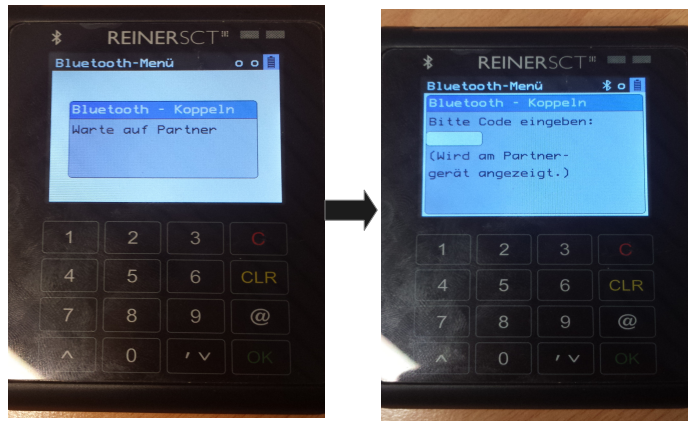 REINERSCT
Bluetooth-Menü
Bluetooth - Koppeln
Warte auf Partner
1 2 3 C
4 5 6 CLR
7 8 9 @
0 OK
REINERSCT
Bluetooth-Menü
Bluetooth - Koppeln
Bitte Code eingeben:
(Wird am Partner-
gerät angezeigt.)
1 2 3 C
4 5 6 CLR
7 8 9 @
0 OK